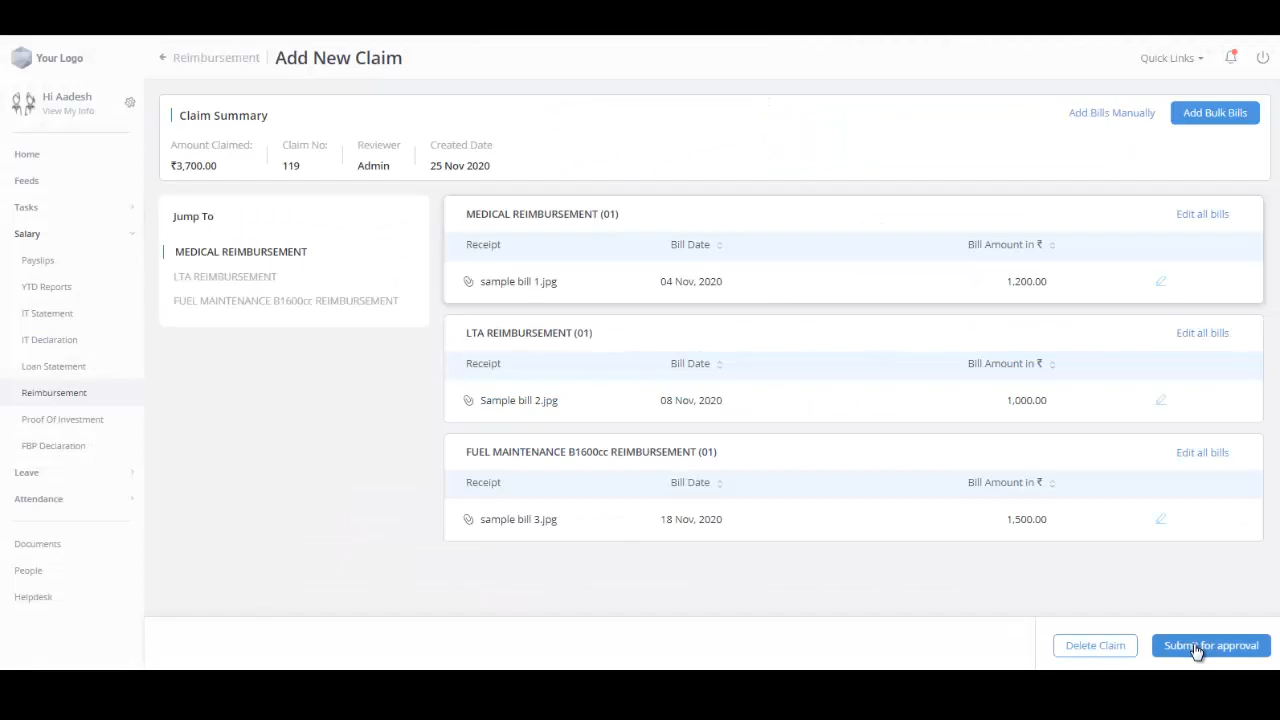 Your Logo
Reimbursement | Add New Claim
Quick Links
Hi Aadesh
View My Info
Home
Feeds
Tasks
Salary
Payslips
YTD Reports
IT Statement
IT Declaration
Loan Statement
Reimbursement
Proof Of Investment
FBP Declaration
Leave
Attendance
Documents
People
Helpdesk
Claim Summary
Add Bills Manually
Add Bulk Bills
Amount Claimed: Claim No: Reviewer Created Date
₹3,700.00 119 Admin 25 Nov 2020
Jump To
MEDICAL REIMBURSEMENT
LTA REIMBURSEMENT
FUEL MAINTENANCE B1600cc REIMBURSEMENT
MEDICAL REIMBURSEMENT (01) Edit all bills
Receipt Bill Date Bill Amount in ₹
sample bill 1.jpg 04 Nov, 2020 1,200.00
LTA REIMBURSEMENT (01) Edit all bills
Receipt Bill Date Bill Amount in ₹
Sample bill 2.jpg 08 Nov, 2020 1,000.00
FUEL MAINTENANCE B1600cc REIMBURSEMENT (01) Edit all bills
Receipt Bill Date Bill Amount in ₹
sample bill 3.jpg 18 Nov, 2020 1,500.00
Delete Claim
Submit for approval